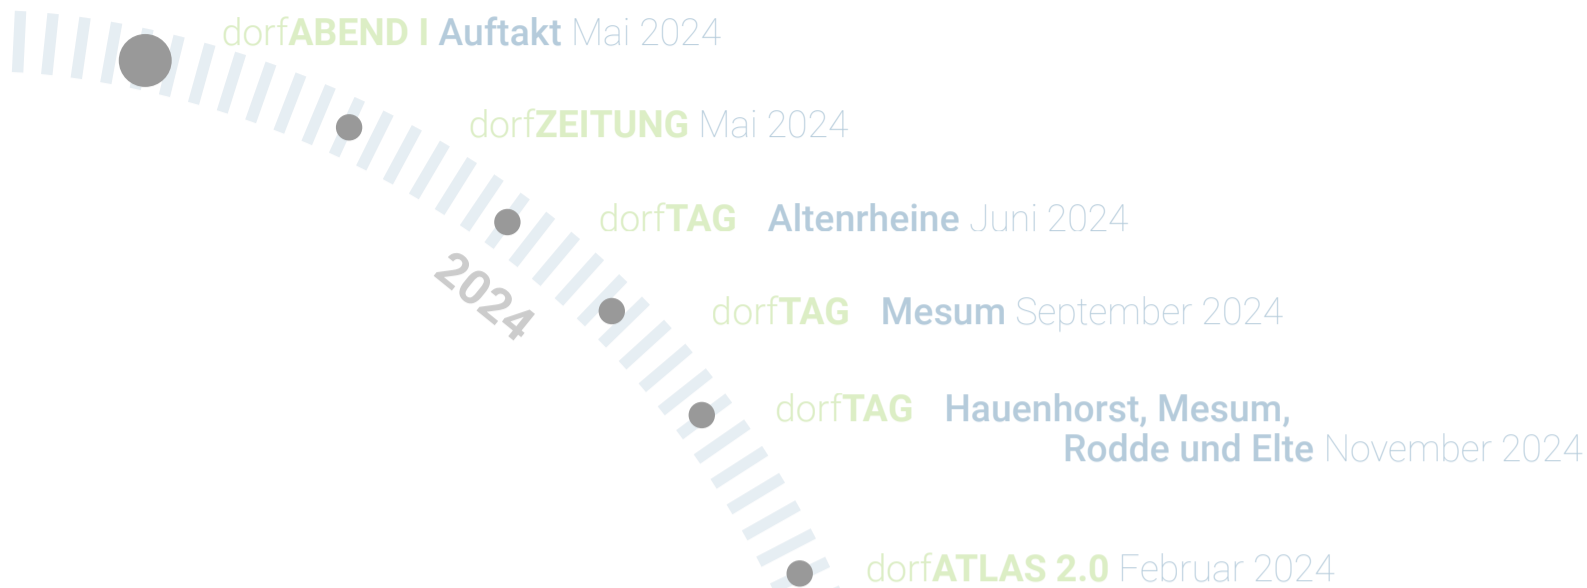 dorfABEND I Auftakt Mai 2024
dorfZEITUNG Mai 2024
dorfTAG Altenrheine Juni 2024
2024
dorfTAG Mesum September 2024
dorfTAG Hauenhorst, Mesum,
Rodde und Elte November 2024
dorfATLAS 2.0 Februar 2024